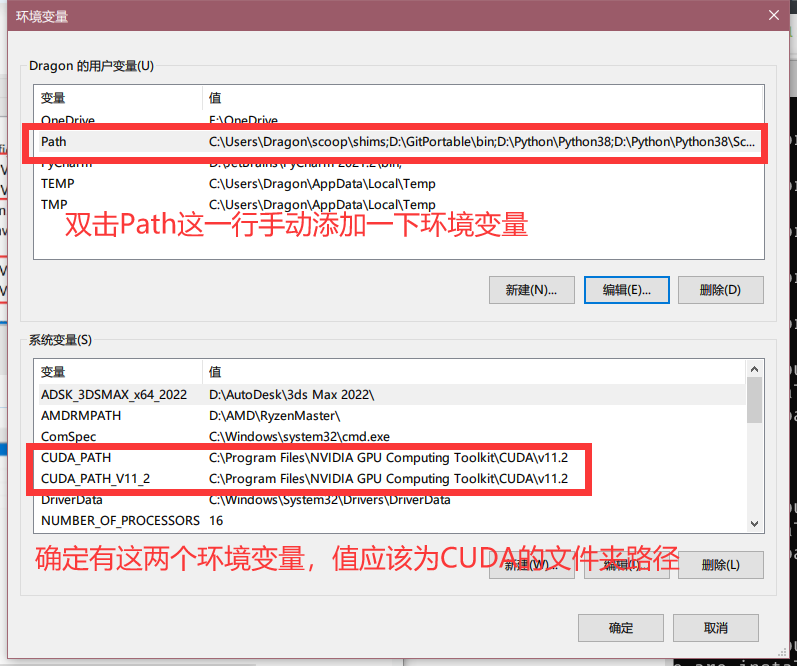 环境变量
Dragon 的用户变量(U)
变量 值
OneDrive E:\OneDrive
Path C:\Users\Dragon\scoop\shims;D:\GitPortable\bin;D:\Python\Python38;D:\Python\Python38\Sc...
PyCharm D:\JetBrains\PyCharm 2021.2\bin;
TEMP C:\Users\Dragon\AppData\Local\Temp
TMP C:\Users\Dragon\AppData\Local\Temp
双击Path这一行手动添加一下环境变量
新建(N)... 编辑(E)... 删除(D)
系统变量(S)
变量 值
ADSK_3DSMAX_x64_2022 D:\AutoDesk\3ds Max 2022\
AMDRMPATH D:\AMD\RyzenMaster\
ComSpec C:\Windows\system32\cmd.exe
CUDA_PATH C:\Program Files\NVIDIA GPU Computing Toolkit\CUDA\v11.2
CUDA_PATH_V11_2 C:\Program Files\NVIDIA GPU Computing Toolkit\CUDA\v11.2
DriverData C:\Windows\System32\Drivers\DriverData
NUMBER_OF_PROCESSORS 16
确定有这两个环境变量，值应该为CUDA的文件夹路径
新建(W)... 编辑(I)... 删除(L)
确定 取消